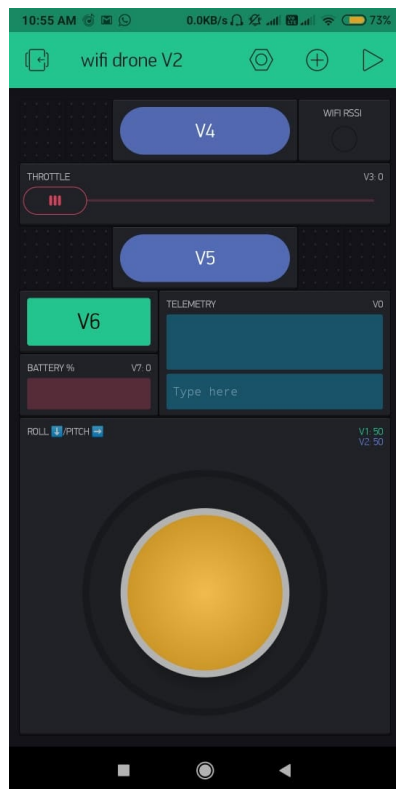 10:55 AM 0.0KB/s 73%
wifi drone V2
V4
WIFI RSSI
THROTTLE V3: 0
V5
V6
TELEMETRY V0
BATTERY % V7: 0
Type here
ROLL ⬇️/PITCH ➡️ V1: 50
V2: 50